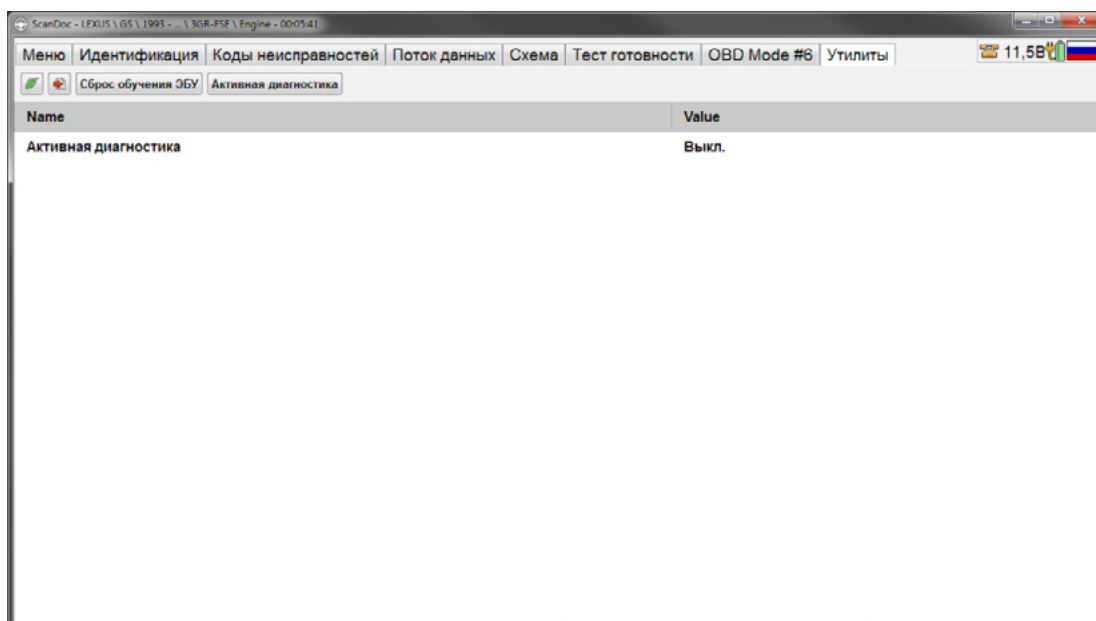 ScanDoc - LEXUS \ GS \ 1993 - ... \ 3GR-FSE \ Engine - 00:05:41
Меню Идентификация Коды неисправностей Поток данных Схема Тест готовности OBD Mode #6 Утилиты 11,5В
Сброс обучения ЭБУ Активная диагностика
Name Value
Активная диагностика Выкл.